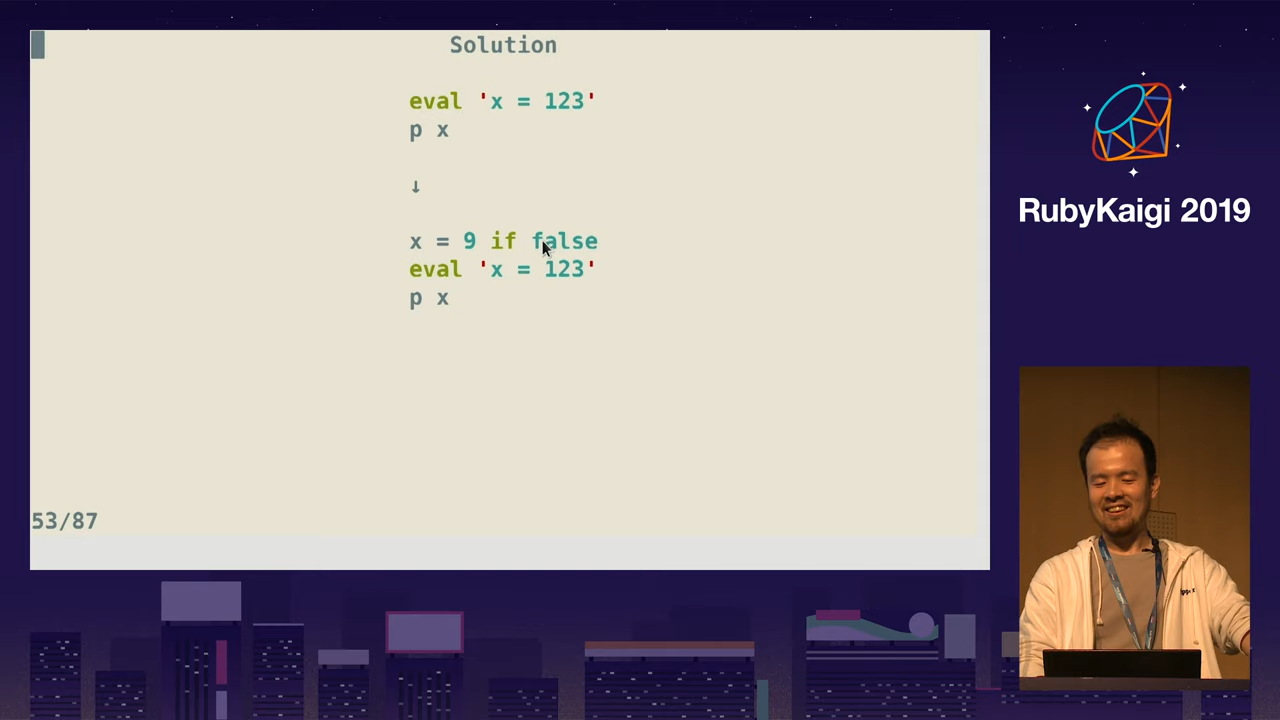 Solution
eval 'x = 123'
p x
↓
x = 9 if false
eval 'x = 123'
p x
53/87
RubyKaigi 2019